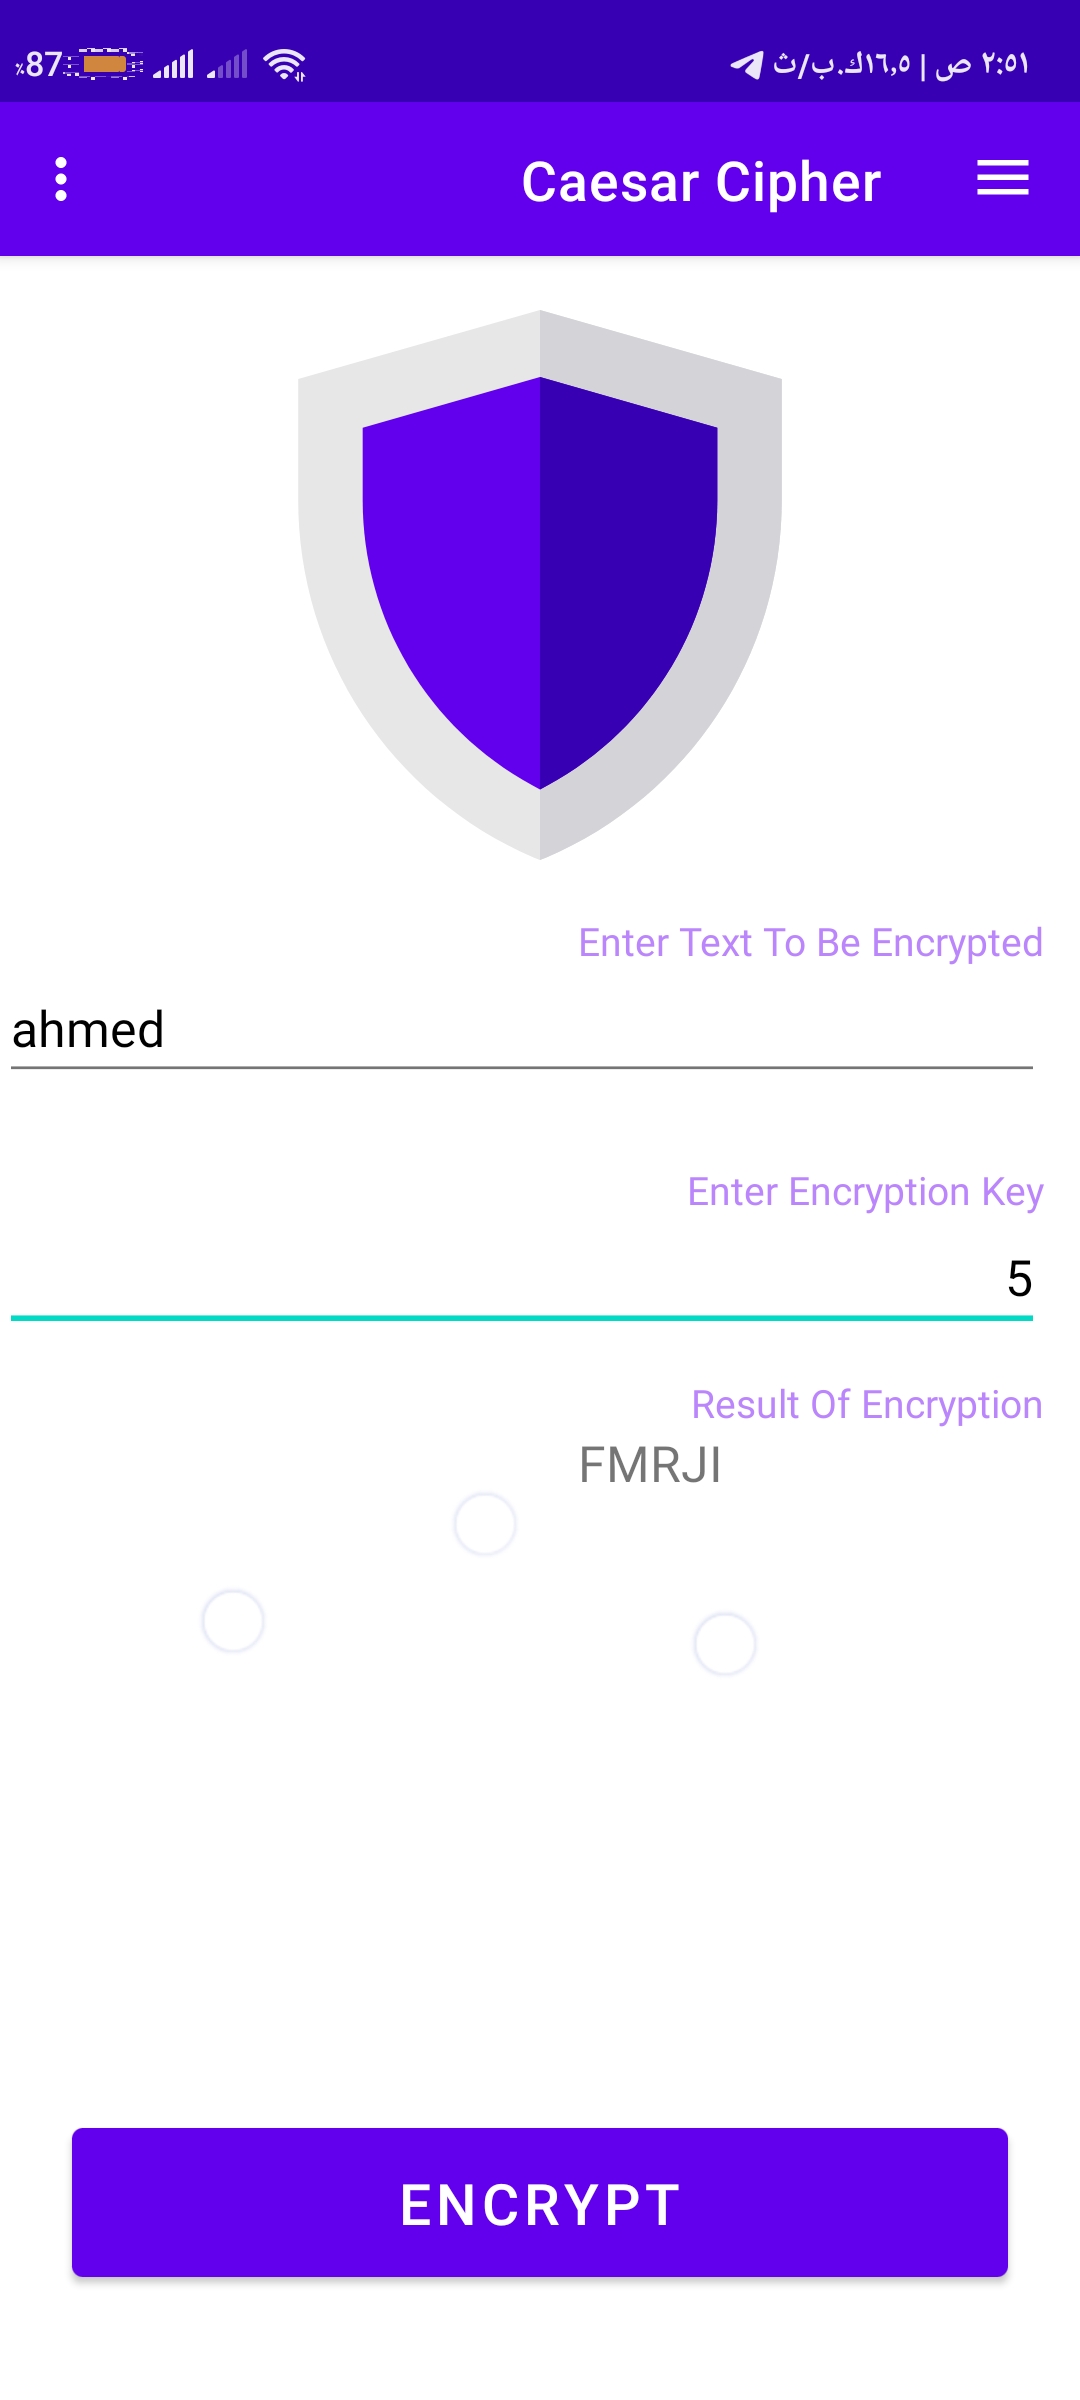 ٢:٥١ ص | ١٦,٥ك.ب/ث
٪87
Caesar Cipher
Enter Text To Be Encrypted
ahmed
Enter Encryption Key
5
Result Of Encryption
FMRJI
ENCRYPT